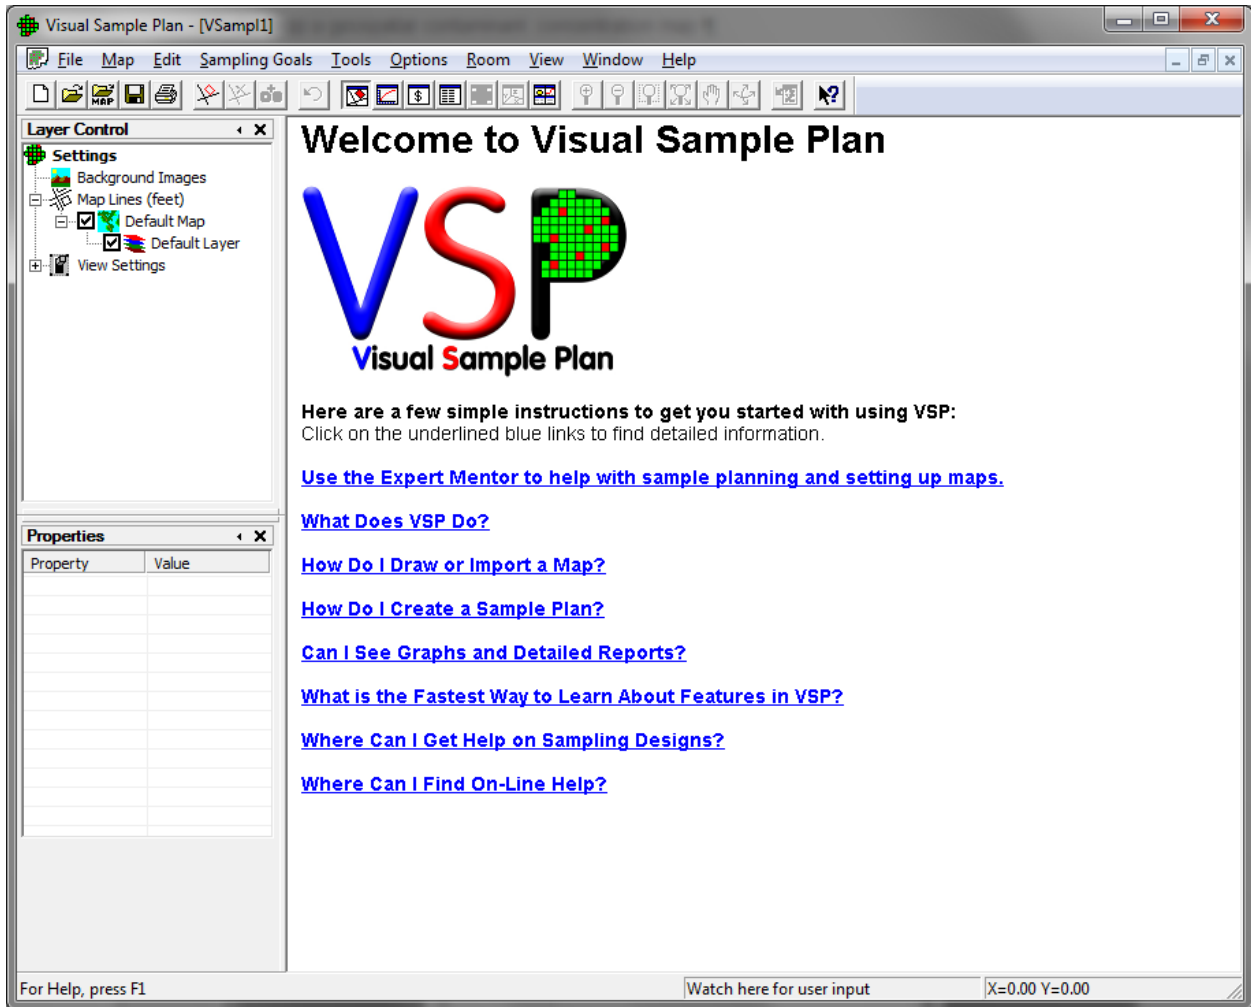 Visual Sample Plan - [VSampl1]
File Map Edit Sampling Goals Tools Options Room View Window Help
MAP
$
?
Layer Control
Settings
Background Images
Map Lines (feet)
Default Map
Default Layer
View Settings
Properties
Property Value
Welcome to Visual Sample Plan
VSP
Visual Sample Plan
Here are a few simple instructions to get you started with using VSP:
Click on the underlined blue links to find detailed information.
Use the Expert Mentor to help with sample planning and setting up maps.
What Does VSP Do?
How Do I Draw or Import a Map?
How Do I Create a Sample Plan?
Can I See Graphs and Detailed Reports?
What is the Fastest Way to Learn About Features in VSP?
Where Can I Get Help on Sampling Designs?
Where Can I Find On-Line Help?
For Help, press F1
Watch here for user input
X=0.00 Y=0.00